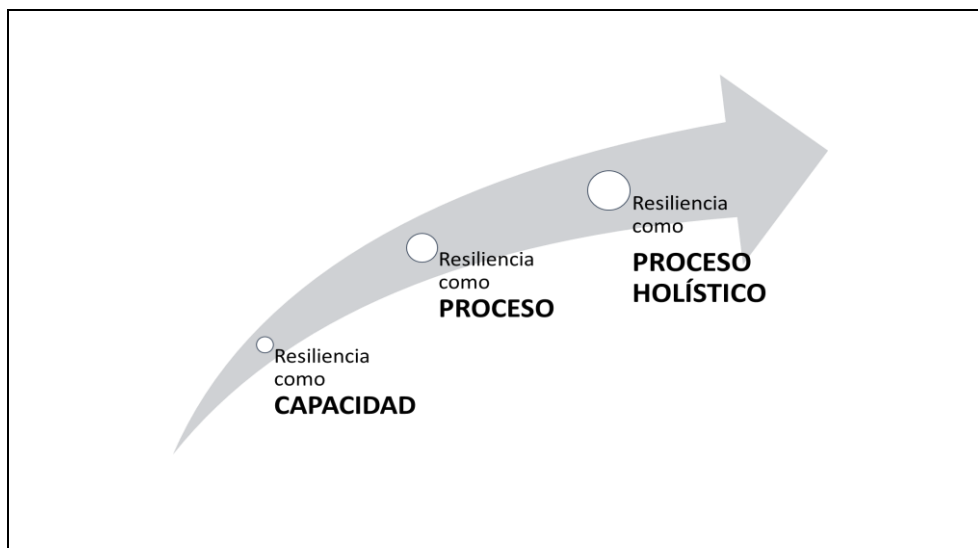 Resiliencia
como
CAPACIDAD
Resiliencia
como
PROCESO
Resiliencia
como
PROCESO
HOLÍSTICO